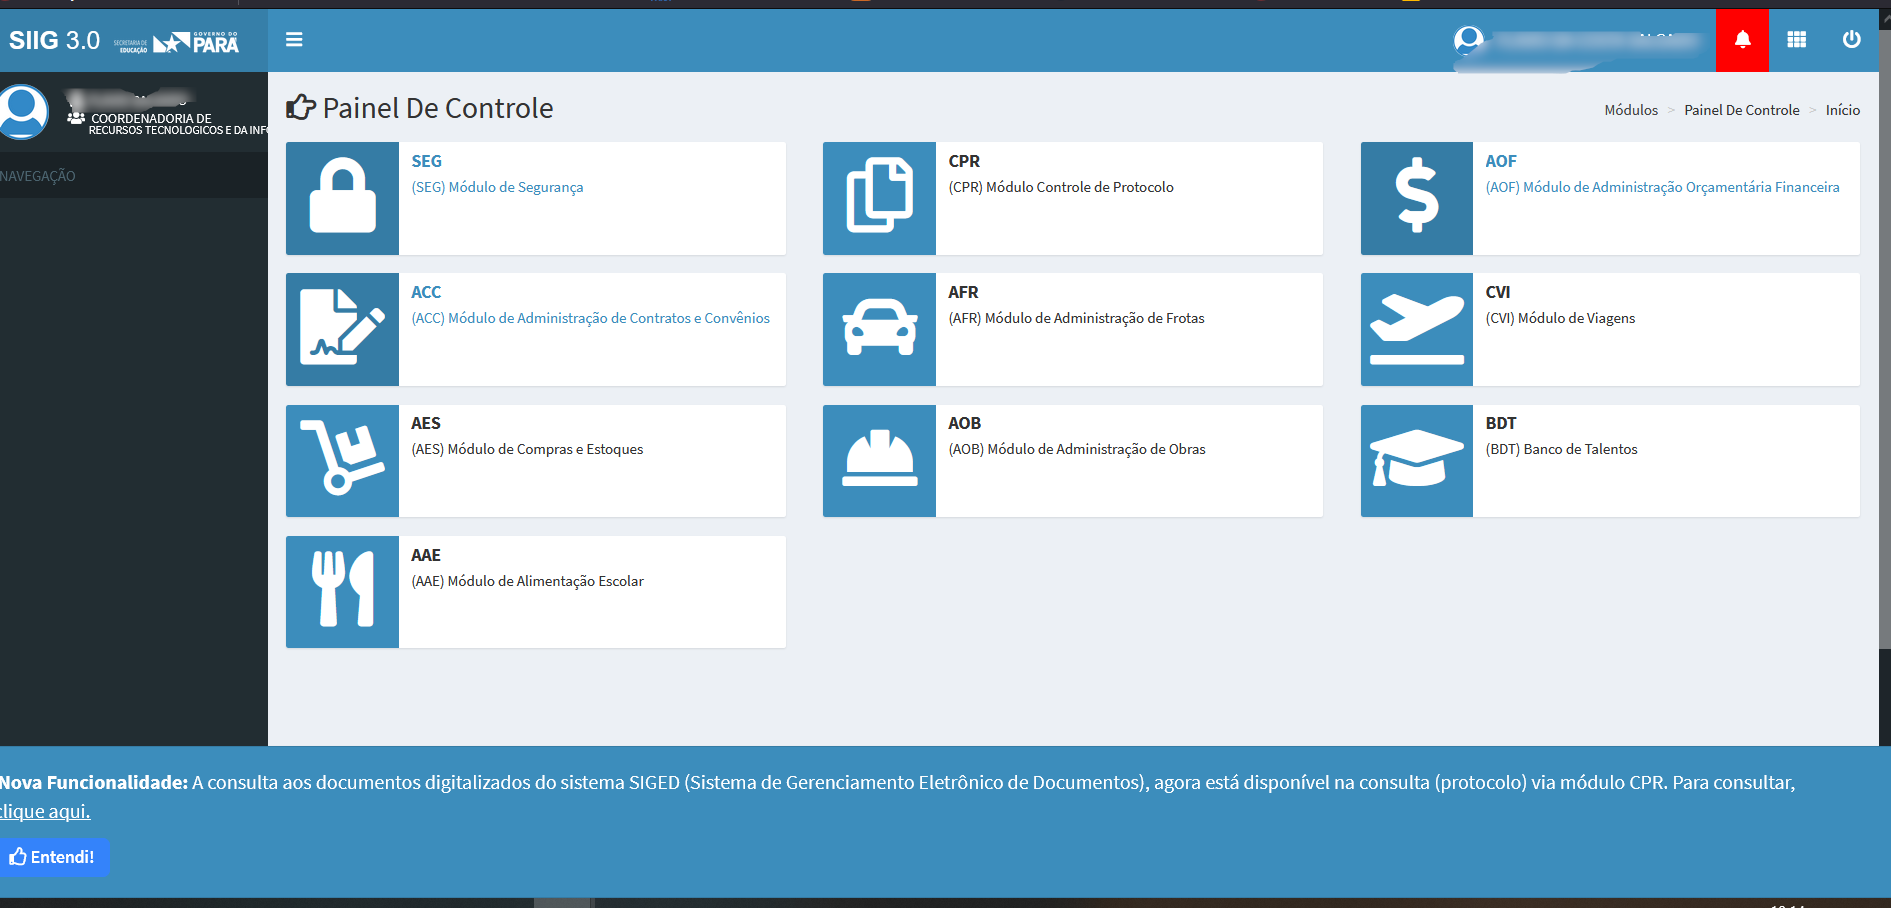 SIIG 3.0
SECRETARIA DE
EDUCAÇÃO
GOVERNO DO
PARÁ
COORDENADORIA DE
RECURSOS TECNOLOGICOS E DA INFO
NAVEGAÇÃO
Painel De Controle
Módulos > Painel De Controle > Início
SEG
(SEG) Módulo de Segurança
CPR
(CPR) Módulo Controle de Protocolo
AOF
(AOF) Módulo de Administração Orçamentária Financeira
ACC
(ACC) Módulo de Administração de Contratos e Convênios
AFR
(AFR) Módulo de Administração de Frotas
CVI
(CVI) Módulo de Viagens
AES
(AES) Módulo de Compras e Estoques
AOB
(AOB) Módulo de Administração de Obras
BDT
(BDT) Banco de Talentos
AAE
(AAE) Módulo de Alimentação Escolar
Nova Funcionalidade: A consulta aos documentos digitalizados do sistema SIGED (Sistema de Gerenciamento Eletrônico de Documentos), agora está disponível na consulta (protocolo) via módulo CPR. Para consultar,
clique aqui.
Entendi!